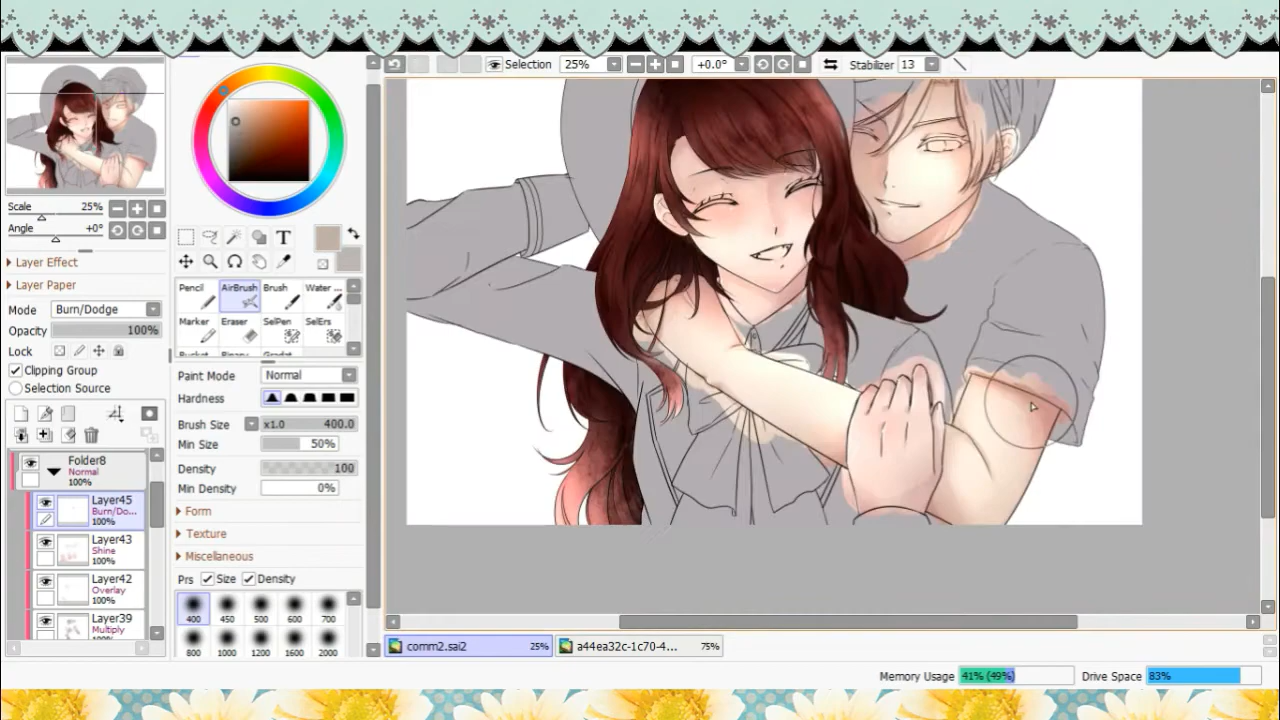 Selection 25% +0.0° Stabilizer 13
Scale 25%
Angle +0°
Layer Effect
Layer Paper
Mode Burn/Dodge
Opacity 100%
Lock
Clipping Group
Selection Source
Folder8
Normal
100%
Layer45
Burn/Do...
100%
Layer43
Shine
100%
Layer42
Overlay
100%
Layer39
Multiply
T
Pencil AirBrush Brush Water ...
Marker Eraser SelPen SelErs
Paint Mode Normal
Hardness
Brush Size x1.0 400.0
Min Size 50%
Density 100
Min Density 0%
Form
Texture
Miscellaneous
Prs Size Density
400 450 500 600 700
800 1000 1200 1600 2000
comm2.sai2 25% a44ea32c-1c70-4... 75%
Memory Usage 41% (49%) Drive Space 83%